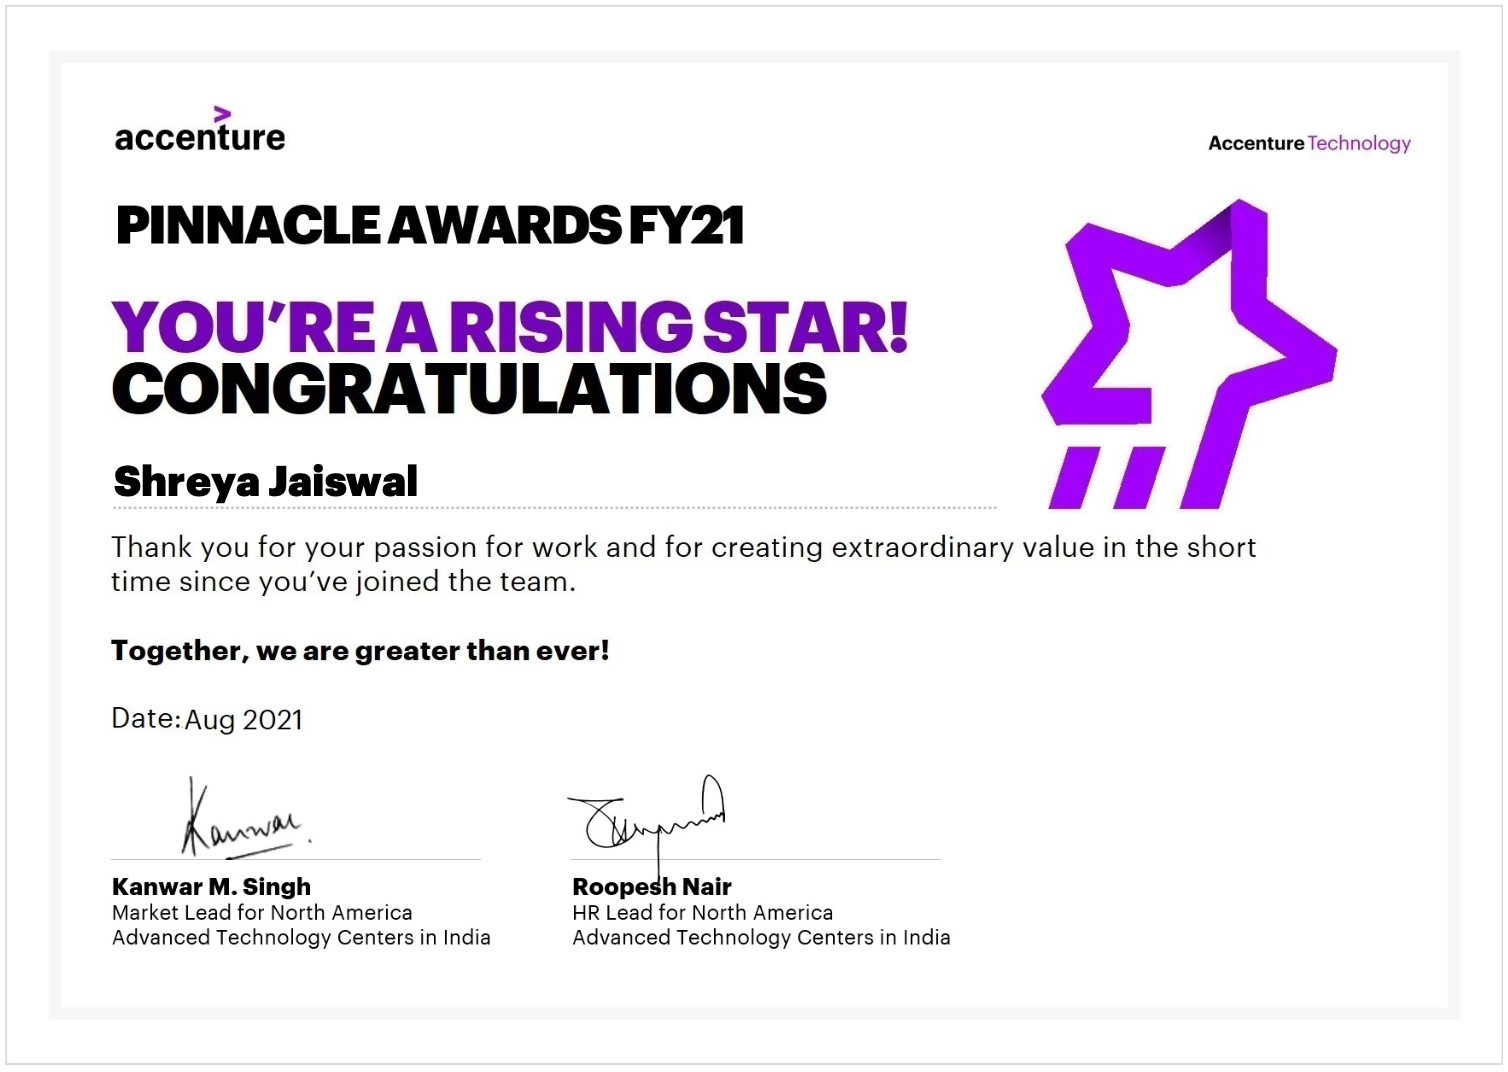 accenture
Accenture Technology
PINNACLE AWARDS FY21
YOU’RE A RISING STAR!
CONGRATULATIONS
Shreya Jaiswal
Thank you for your passion for work and for creating extraordinary value in the short
time since you’ve joined the team.
Together, we are greater than ever!
Date: Aug 2021
Kanwar
Kanwar M. Singh
Market Lead for North America
Advanced Technology Centers in India
Roopesh Nair
HR Lead for North America
Advanced Technology Centers in India